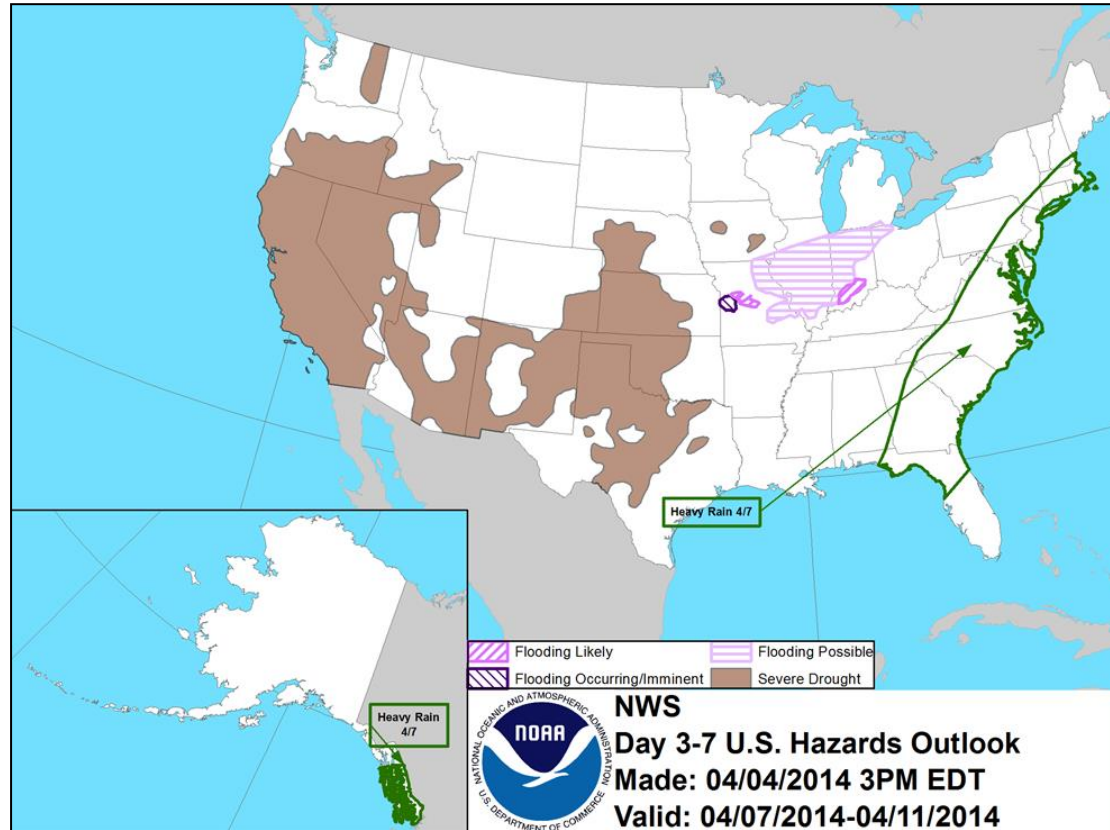 Heavy Rain 4/7
Heavy Rain
4/7
Flooding Likely
Flooding Possible
Flooding Occurring/Imminent
Severe Drought
NATIONAL OCEANIC AND ATMOSPHERIC ADMINISTRATION
NOAA
U.S. DEPARTMENT OF COMMERCE
NWS
Day 3-7 U.S. Hazards Outlook
Made: 04/04/2014 3PM EDT
Valid: 04/07/2014-04/11/2014